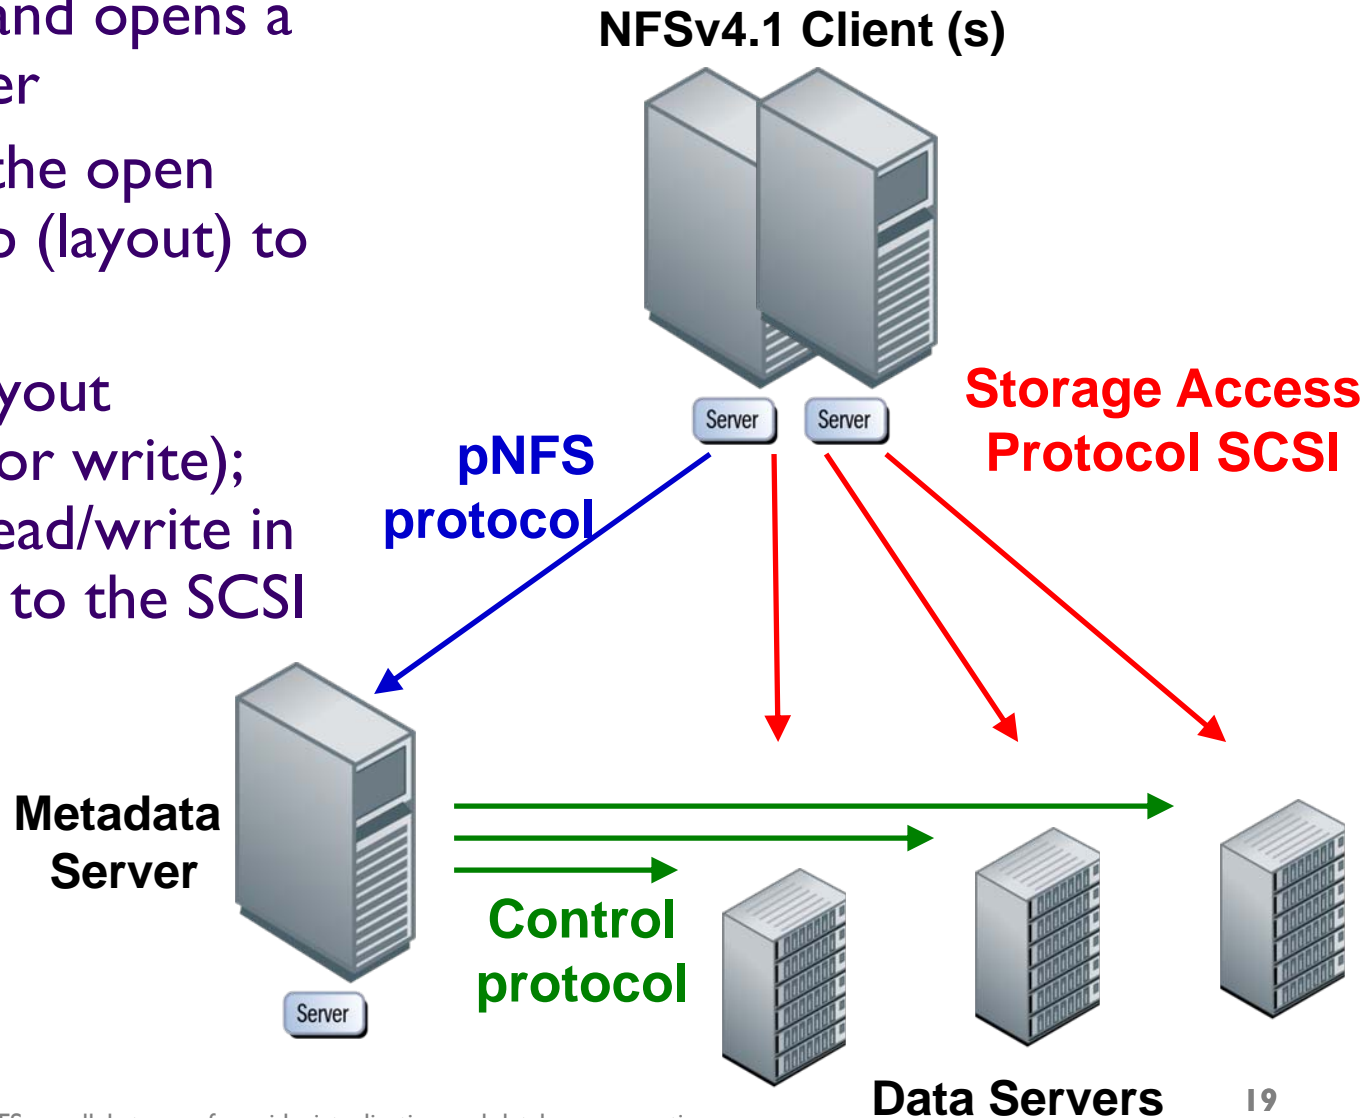 and opens a
er
the open
o (layout) to
yout
or write);
ead/write in
to the SCSI
NFSv4.1 Client (s)
Server
Server
Storage Access
Protocol SCSI
pNFS
protocol
Metadata
Server
Server
Control
protocol
Data Servers
19